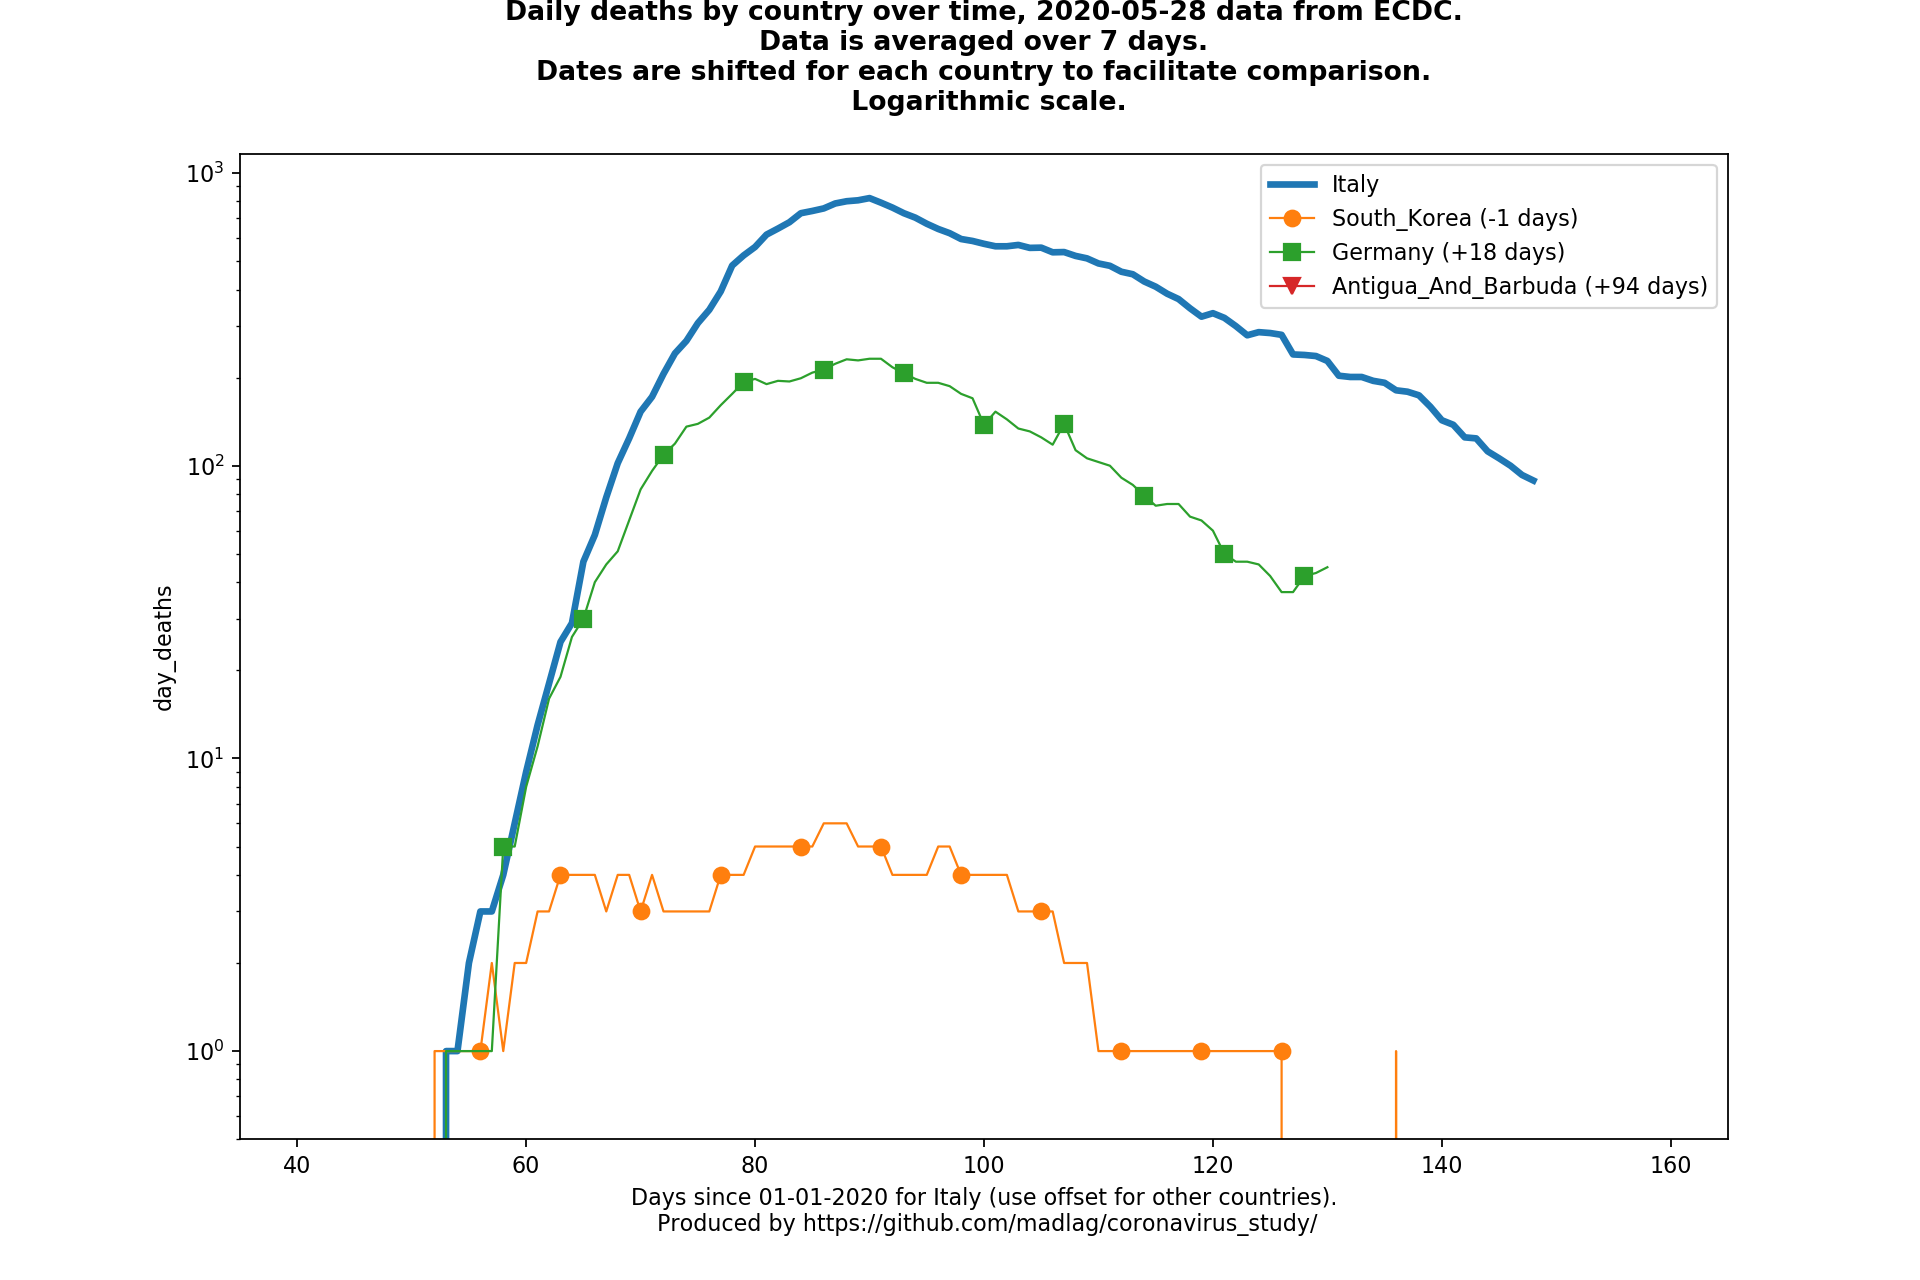 Daily deaths by country over time, 2020-05-28 data from ECDC.
Data is averaged over 7 days.
Dates are shifted for each country to facilitate comparison.
Logarithmic scale.
10³
10²
10¹
10⁰
day_deaths
Italy
South_Korea (-1 days)
Germany (+18 days)
Antigua_And_Barbuda (+94 days)
40 60 80 100 120 140 160
Days since 01-01-2020 for Italy (use offset for other countries).
Produced by https://github.com/madlag/coronavirus_study/